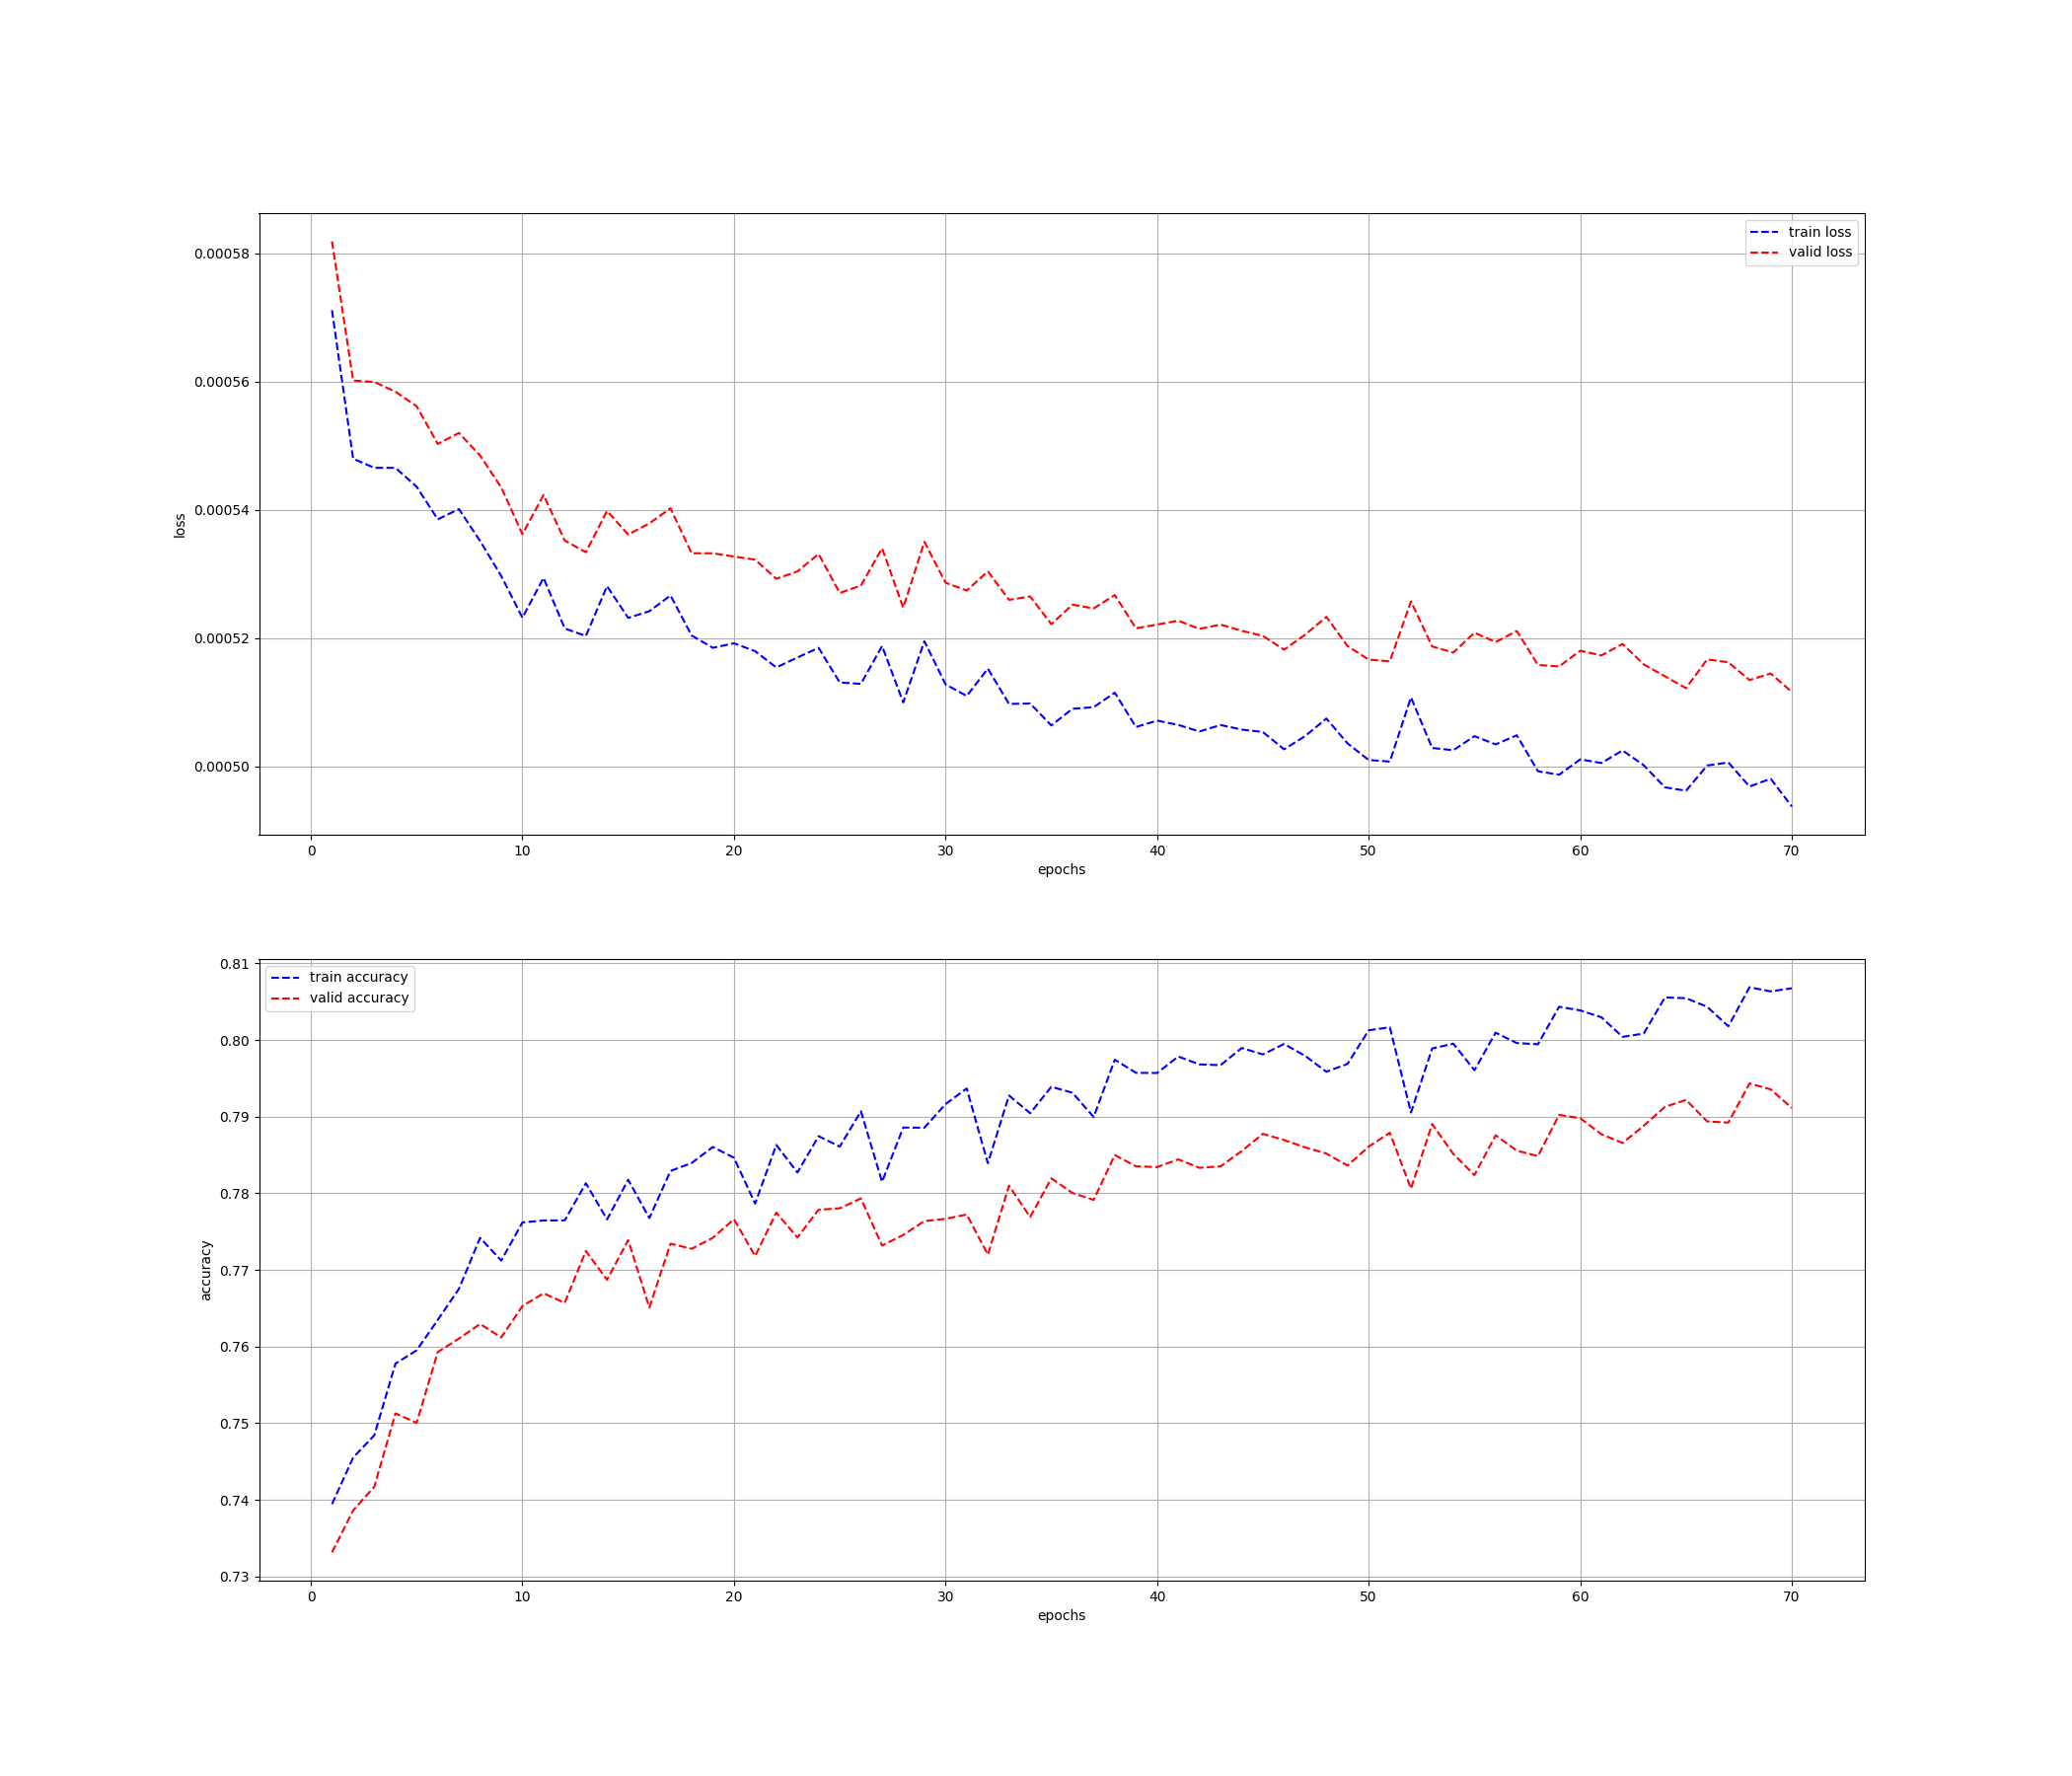 train loss
valid loss
0.00058
0.00056
0.00054
0.00052
0.00050
loss
0 10 20 30 40 50 60 70
epochs
train accuracy
valid accuracy
0.81
0.80
0.79
0.78
0.77
0.76
0.75
0.74
0.73
accuracy
0 10 20 30 40 50 60 70
epochs